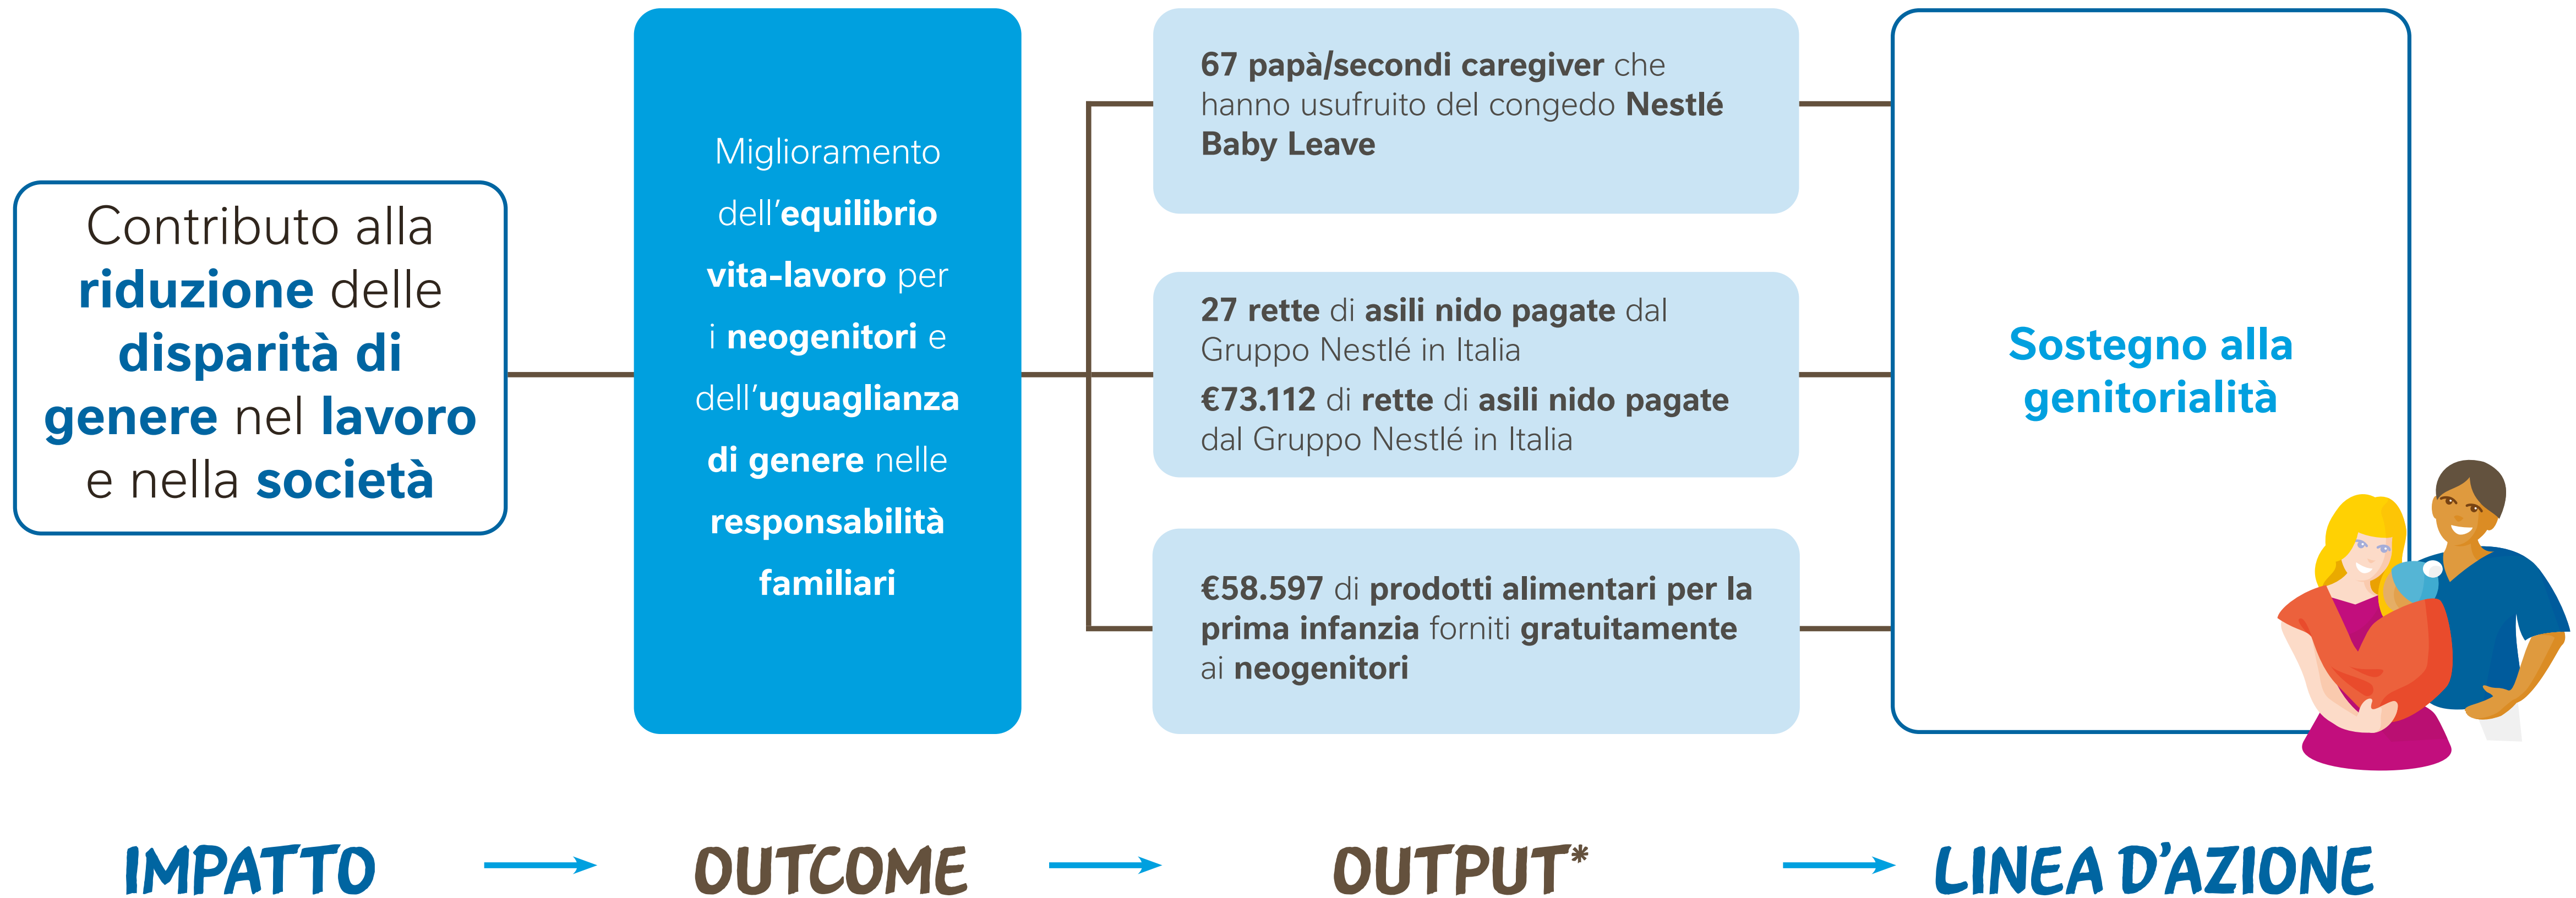 Contributo alla
riduzione delle
disparità di
genere nel lavoro
e nella società
Miglioramento
dell'equilibrio
vita-lavoro per
i neogenitori e
dell'uguaglianza
di genere nelle
responsabilità
familiari
67 papà/secondi caregiver che
hanno usufruito del congedo Nestlé
Baby Leave
27 rette di asili nido pagate dal
Gruppo Nestlé in Italia
€73.112 di rette di asili nido pagate
dal Gruppo Nestlé in Italia
€58.597 di prodotti alimentari per la
prima infanzia forniti gratuitamente
ai neogenitori
Sostegno alla
genitorialità
IMPATTO
OUTCOME
OUTPUT*
LINEA D'AZIONE